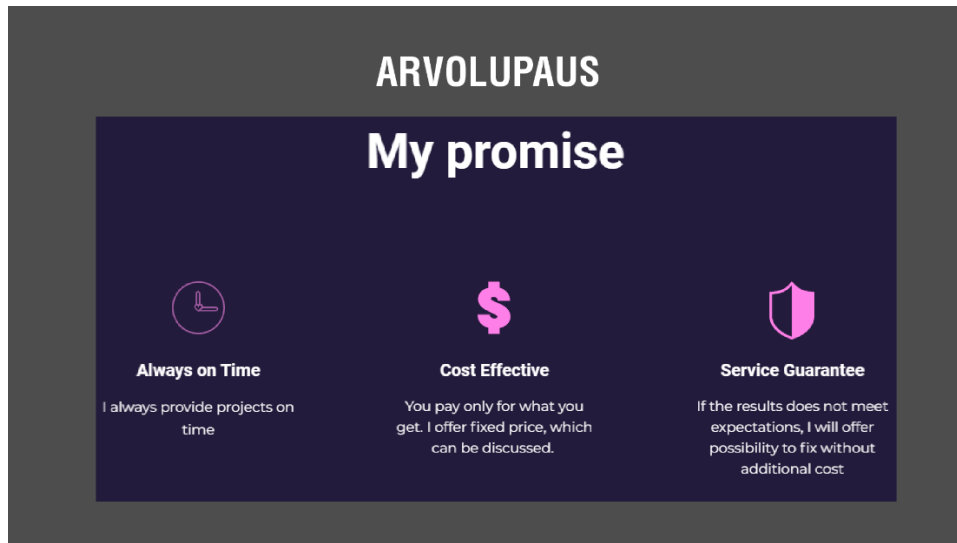 ARVOLUPAUS
My promise
Always on Time
I always provide projects on
time
Cost Effective
You pay only for what you
get. I offer fixed price, which
can be discussed.
Service Guarantee
If the results does not meet
expectations, I will offer
possibility to fix without
additional cost